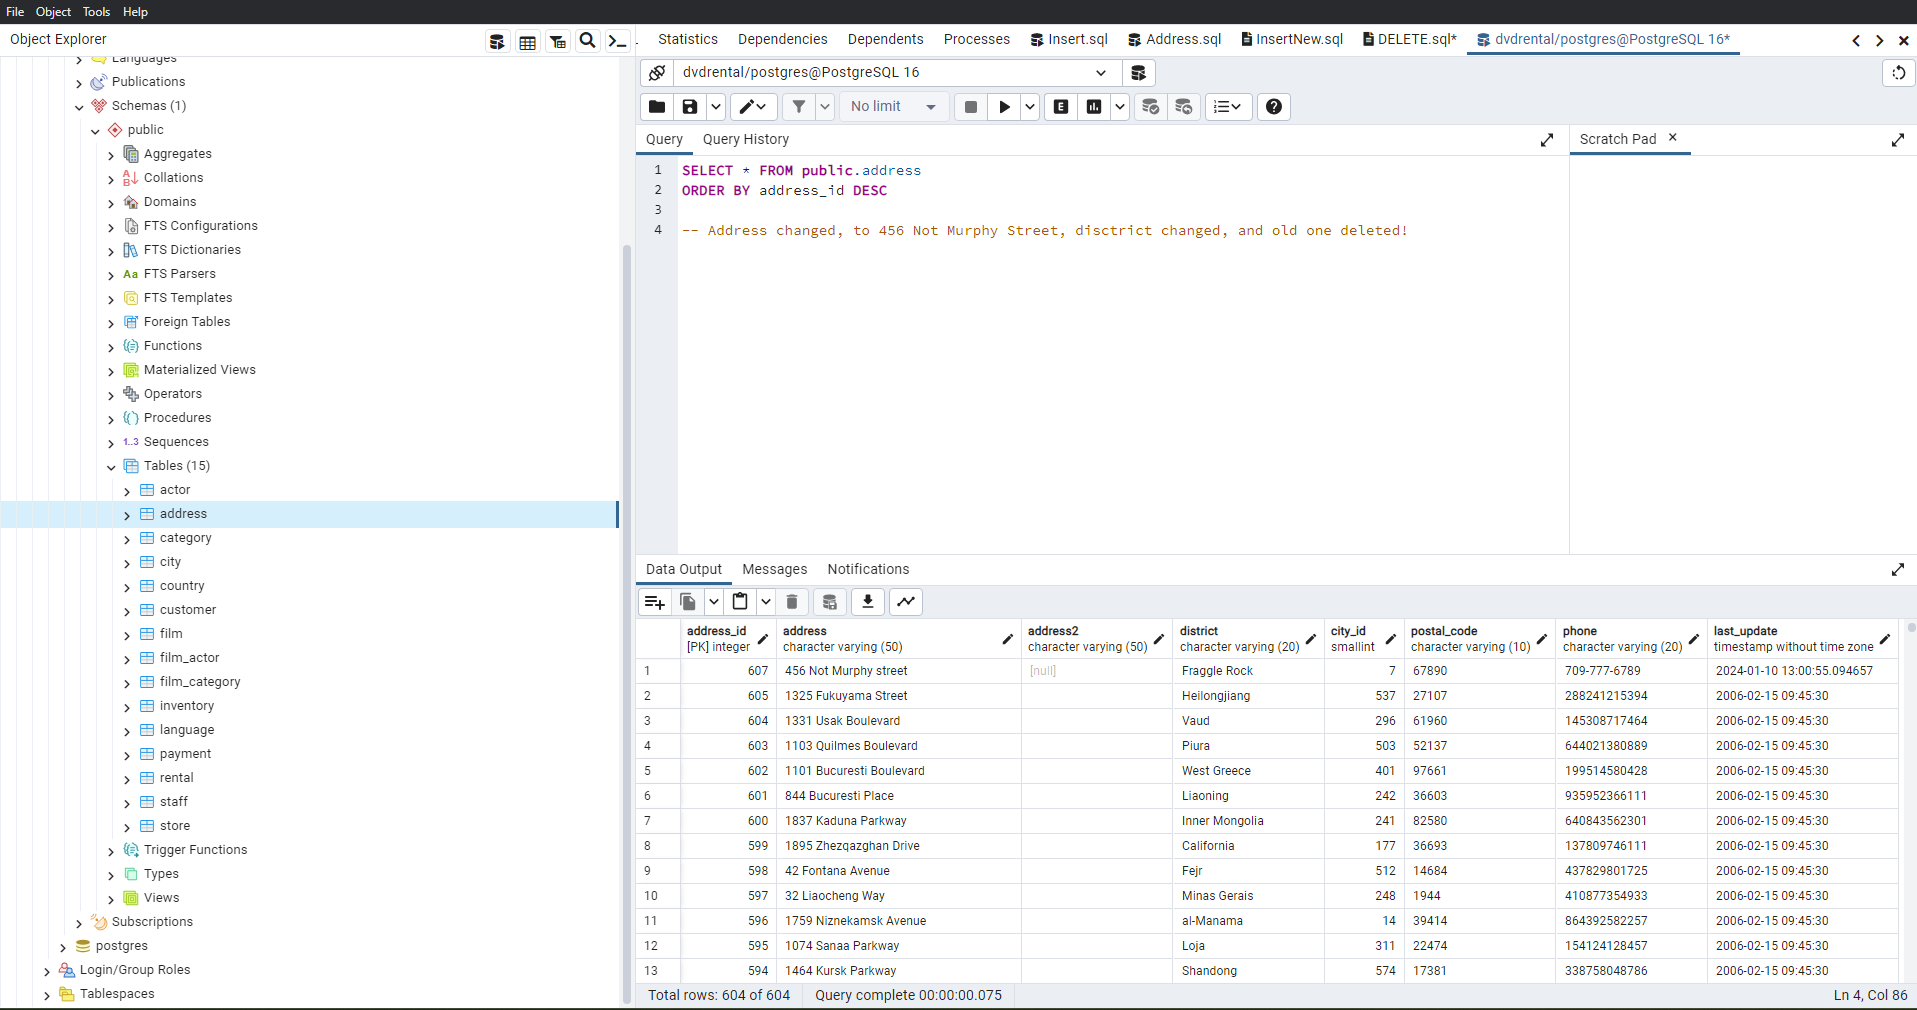 File Object Tools Help
Object Explorer
Languages
Publications
Schemas (1)
public
Aggregates
Collations
Domains
FTS Configurations
FTS Dictionaries
Aa FTS Parsers
FTS Templates
Foreign Tables
Functions
Materialized Views
Operators
Procedures
1..3 Sequences
Tables (15)
actor
address
category
city
country
customer
film
film_actor
film_category
inventory
language
payment
rental
staff
store
Trigger Functions
Types
Views
Subscriptions
postgres
Login/Group Roles
Tablespaces
Statistics Dependencies Dependents Processes Insert.sql Address.sql InsertNew.sql DELETE.sql* dvdrental/postgres@PostgreSQL 16*
dvdrental/postgres@PostgreSQL 16
No limit E
Query Query History Scratch Pad
1 SELECT * FROM public.address
2 ORDER BY address_id DESC
3
4 -- Address changed, to 456 Not Murphy Street, disctrict changed, and old one deleted!
Data Output Messages Notifications
address_id address address2 district city_id postal_code phone last_update
[PK] integer character varying (50) character varying (50) character varying (20) smallint character varying (10) character varying (20) timestamp without time zone
1 607 456 Not Murphy street [null] Fraggle Rock 7 67890 709-777-6789 2024-01-10 13:00:55.094657
2 605 1325 Fukuyama Street Heilongjiang 537 27107 288241215394 2006-02-15 09:45:30
3 604 1331 Usak Boulevard Vaud 296 61960 145308717464 2006-02-15 09:45:30
4 603 1103 Quilmes Boulevard Piura 503 52137 644021380889 2006-02-15 09:45:30
5 602 1101 Bucuresti Boulevard West Greece 401 97661 199514580428 2006-02-15 09:45:30
6 601 844 Bucuresti Place Liaoning 242 36603 935952366111 2006-02-15 09:45:30
7 600 1837 Kaduna Parkway Inner Mongolia 241 82580 640843562301 2006-02-15 09:45:30
8 599 1895 Zhezqazghan Drive California 177 36693 137809746111 2006-02-15 09:45:30
9 598 42 Fontana Avenue Fejr 512 14684 437829801725 2006-02-15 09:45:30
10 597 32 Liaocheng Way Minas Gerais 248 1944 410877354933 2006-02-15 09:45:30
11 596 1759 Niznekamsk Avenue al-Manama 14 39414 864392582257 2006-02-15 09:45:30
12 595 1074 Sanaa Parkway Loja 311 22474 154124128457 2006-02-15 09:45:30
13 594 1464 Kursk Parkway Shandong 574 17381 338758048786 2006-02-15 09:45:30
Total rows: 604 of 604 Query complete 00:00:00.075 Ln 4, Col 86